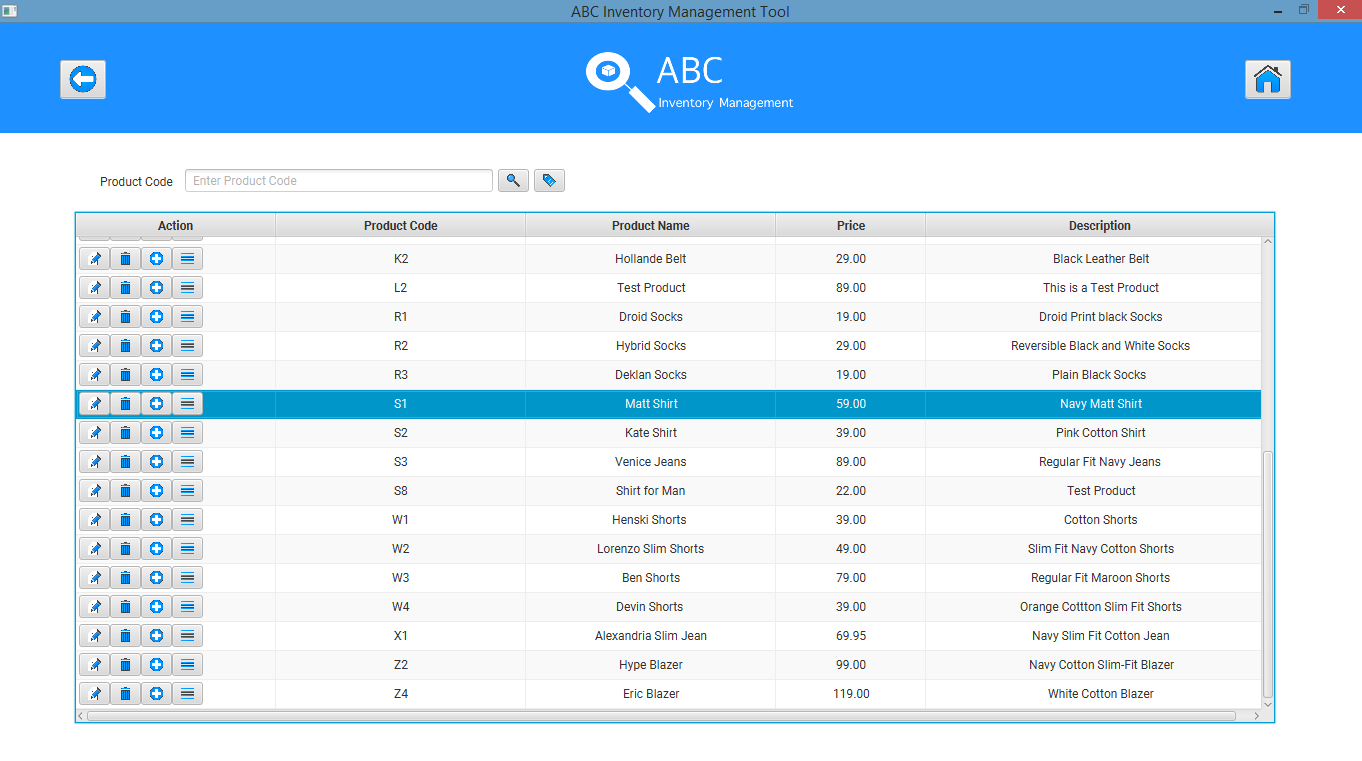 ABC Inventory Management Tool
ABC
Inventory Management
Product Code Enter Product Code
Action Product Code Product Name Price Description
K2 Hollande Belt 29.00 Black Leather Belt
L2 Test Product 89.00 This is a Test Product
R1 Droid Socks 19.00 Droid Print black Socks
R2 Hybrid Socks 29.00 Reversible Black and White Socks
R3 Deklan Socks 19.00 Plain Black Socks
S1 Matt Shirt 59.00 Navy Matt Shirt
S2 Kate Shirt 39.00 Pink Cotton Shirt
S3 Venice Jeans 89.00 Regular Fit Navy Jeans
S8 Shirt for Man 22.00 Test Product
W1 Henski Shorts 39.00 Cotton Shorts
W2 Lorenzo Slim Shorts 49.00 Slim Fit Navy Cotton Shorts
W3 Ben Shorts 79.00 Regular Fit Maroon Shorts
W4 Devin Shorts 39.00 Orange Cottton Slim Fit Shorts
X1 Alexandria Slim Jean 69.95 Navy Slim Fit Cotton Jean
Z2 Hype Blazer 99.00 Navy Cotton Slim-Fit Blazer
Z4 Eric Blazer 119.00 White Cotton Blazer